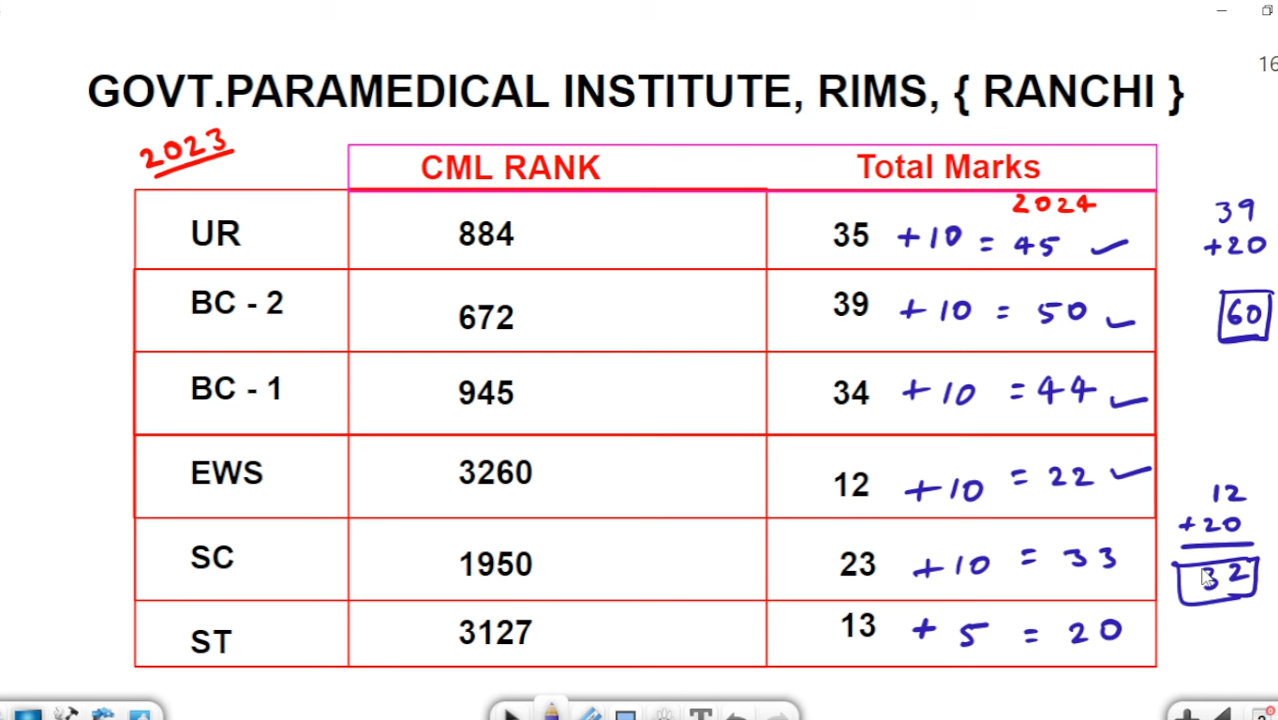 16
GOVT.PARAMEDICAL INSTITUTE, RIMS, { RANCHI }
2023
CML RANK Total Marks
2024
UR 884 35 +10 = 45
39
+20
60
BC - 2 672 39 +10 = 50
BC - 1 945 34 +10 = 44
EWS 3260 12 +10 = 22
12
+20
32
SC 1950 23 +10 = 33
ST 3127 13 + 5 = 20